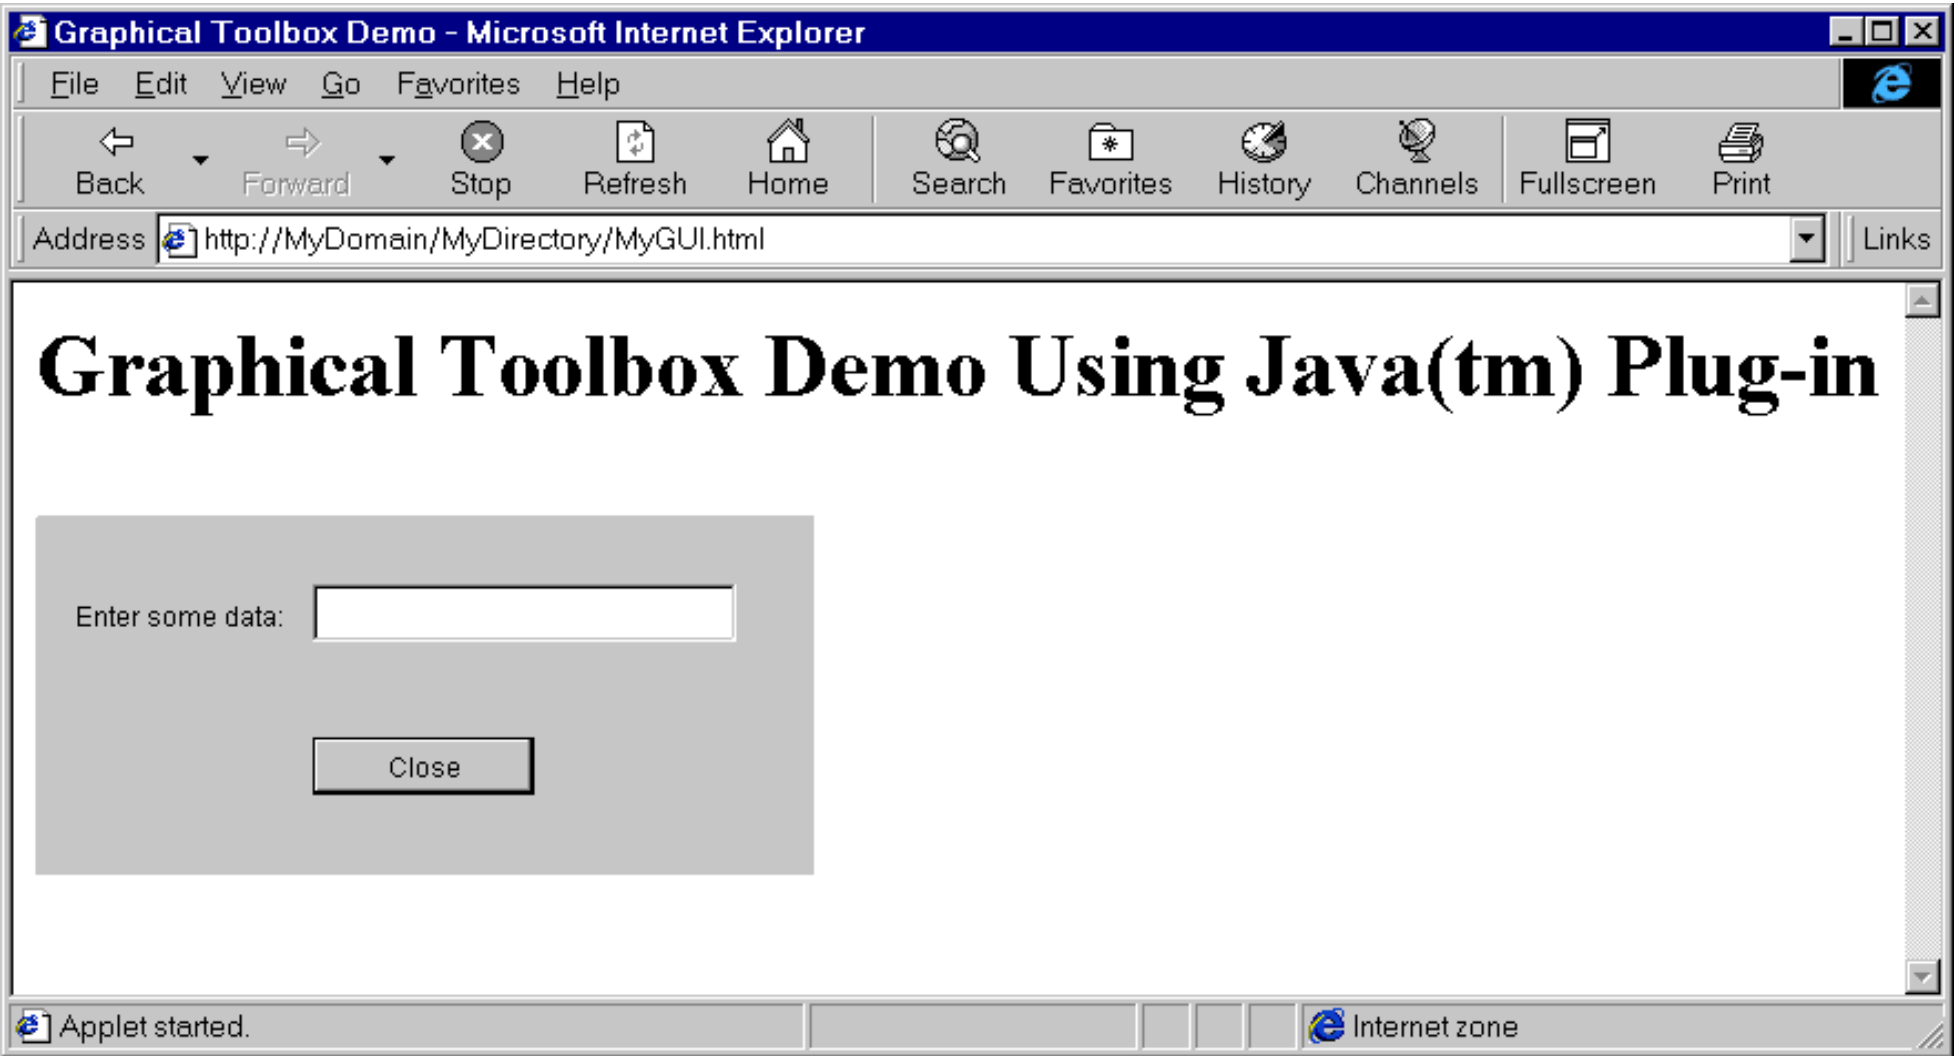 Graphical Toolbox Demo - Microsoft Internet Explorer
File Edit View Go Favorites Help
Back Forward Stop Refresh Home Search Favorites History Channels Fullscreen Print
Address http://MyDomain/MyDirectory/MyGUI.html Links
Graphical Toolbox Demo Using Java(tm) Plug-in
Enter some data:
Close
Applet started. Internet zone